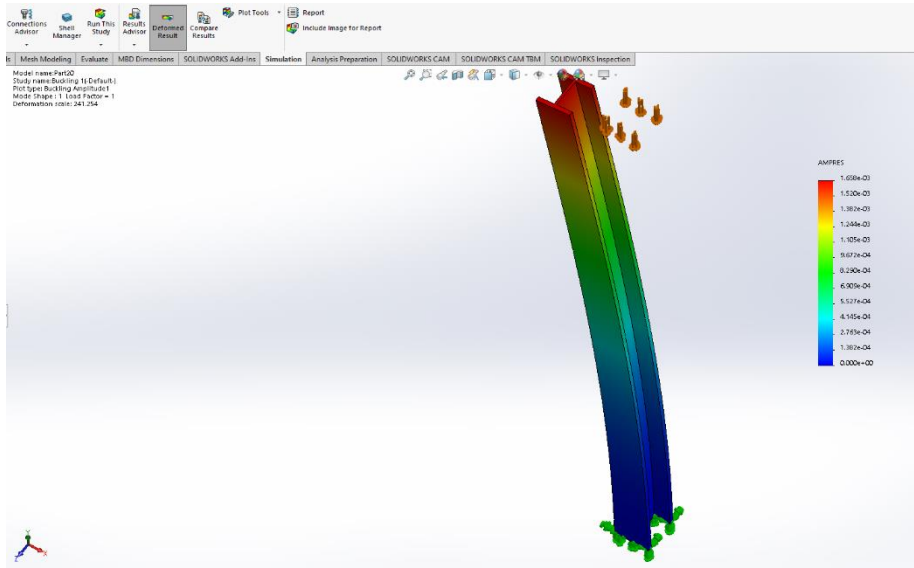 Connections Advisor
Shell Manager
Run This Study
Results Advisor
Deformed Result
Compare Results
Plot Tools
Report
Include Image for Report
ls
Mesh Modeling
Evaluate
MBD Dimensions
SOLIDWORKS Add-Ins
Simulation
Analysis Preparation
SOLIDWORKS CAM
SOLIDWORKS CAM TBM
SOLIDWORKS Inspection
Model name:Part20
Study name:Buckling 1(-Default-)
Plot type: Buckling Amplitude1
Mode Shape : 1 Load Factor = 1
Deformation scale: 241.254
AMPRES
1.658e-03
1.520e-03
1.382e-03
1.244e-03
1.105e-03
9.672e-04
8.290e-04
6.909e-04
5.527e-04
4.145e-04
2.763e-04
1.382e-04
0.000e+00
Y
X
Z